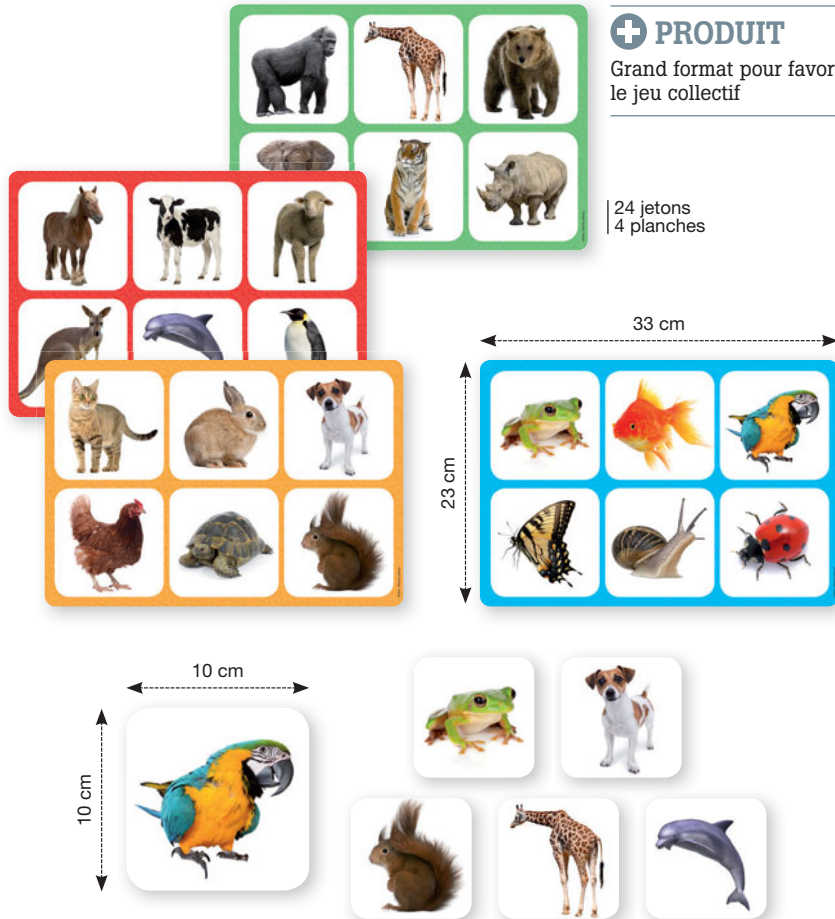 PRODUIT
Grand format pour favor
le jeu collectif
24 jetons
4 planches
33 cm
23 cm
10 cm
10 cm